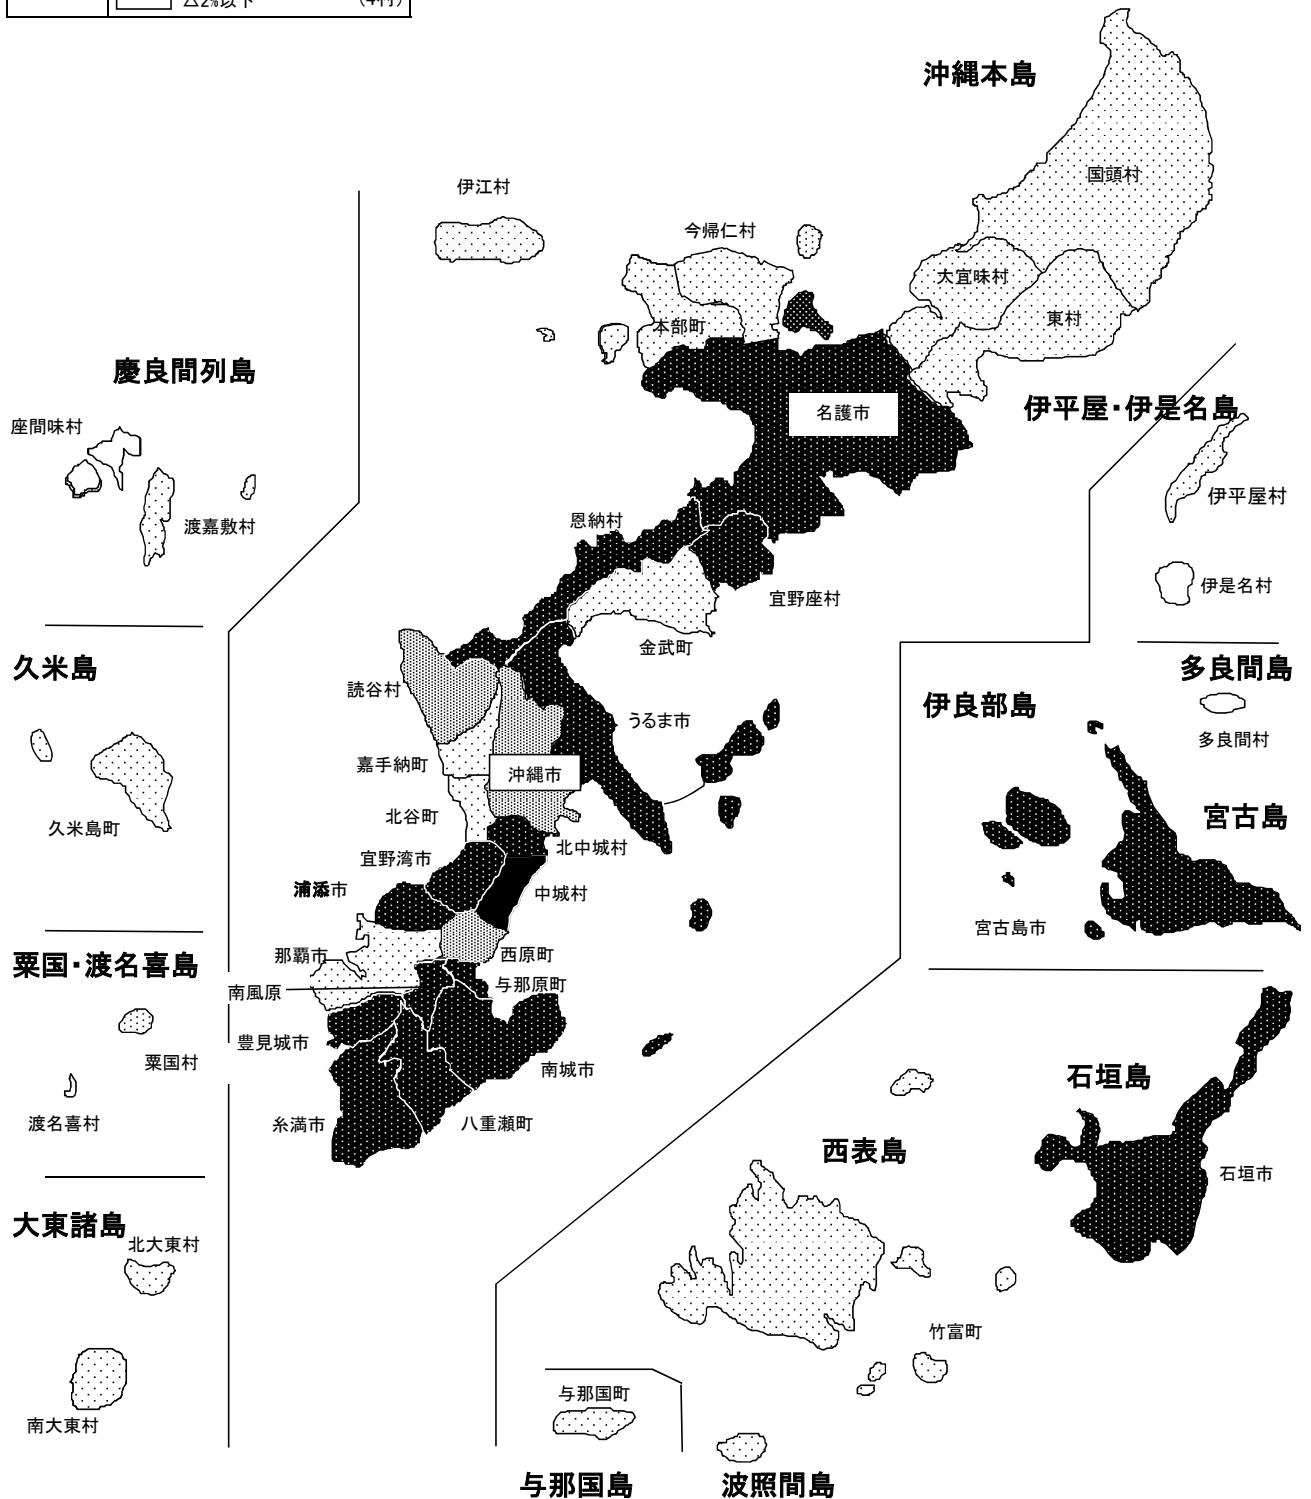 △2%以下 (4村)
沖縄本島
国頭村
伊江村
今帰仁村
大宜味村
東村
本部町
慶良間列島
伊平屋・伊是名島
名護市
座間味村
伊平屋村
渡嘉敷村
恩納村
伊是名村
宜野座村
金武町
久米島
多良間島
読谷村
伊良部島
うるま市
多良間村
嘉手納町
沖縄市
宮古島
久米島町
北谷町
北中城村
宜野湾市
浦添市
中城村
宮古島市
那覇市
西原町
粟国・渡名喜島
南風原
与那原町
豊見城市
粟国村
南城市
石垣島
渡名喜村
糸満市
八重瀬町
西表島
石垣市
大東諸島
北大東村
竹富町
与那国町
南大東村
与那国島
波照間島